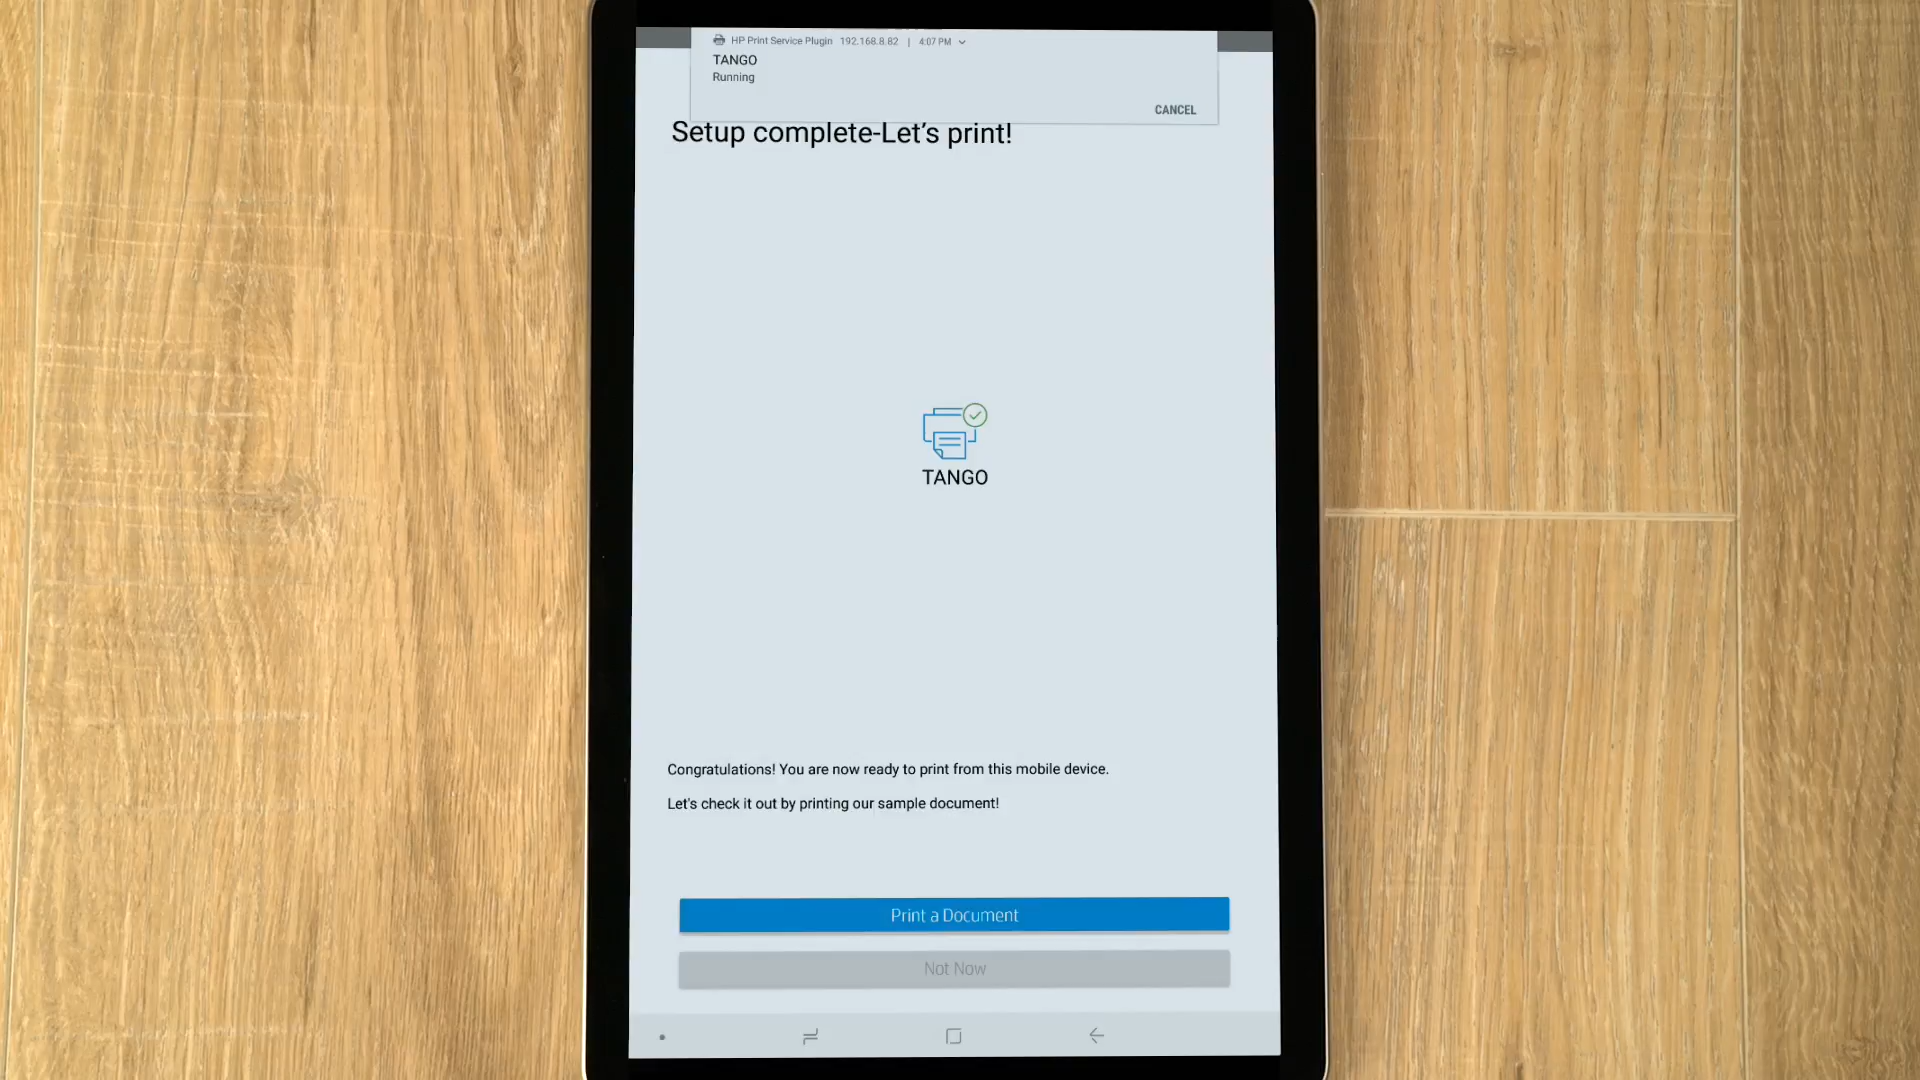 HP Print Service Plugin 192.168.8.82 | 4:07 PM
TANGO
Running
CANCEL
Setup complete-Let’s print!
TANGO
Congratulations! You are now ready to print from this mobile device.
Let's check it out by printing our sample document!
Print a Document
Not Now